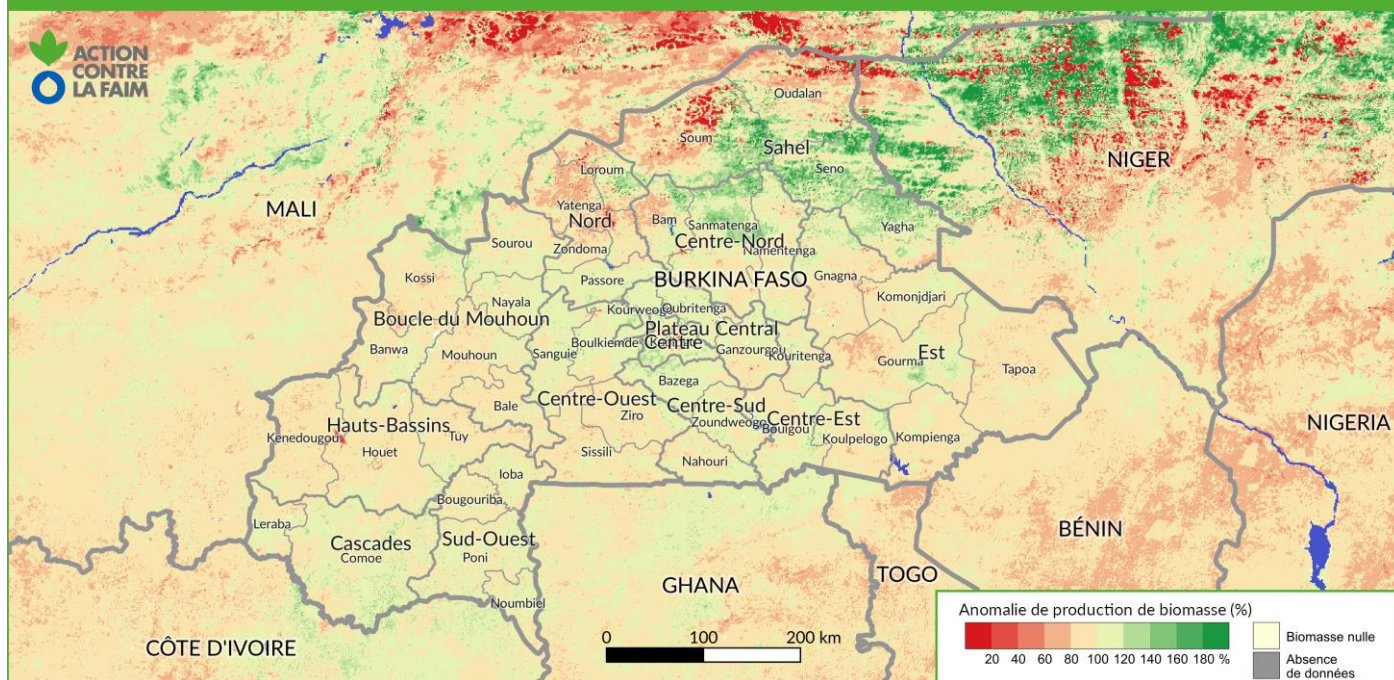 ACTION
CONTRE
LA FAIM
Oudalan
Soum
Sahel
NIGER
Loroum
Seno
MALI
Yatenga
Nord
Bam
Sanmatenga
Yagha
Sourou
Zondoma
Centre-Nord
Namentenga
Kossi
Passore
BURKINA FASO
Gnagna
Komonjdjari
Nayala
Kourweogo
Oubritenga
Boucle du Mouhoun
Plateau Central
Banwa
Mouhoun
Sanguie
Boulkiemde
Centre
Ganzourgou
Kouritenga
Gourma
Est
Tapoa
Bazega
Centre-Ouest
Bale
Ziro
Centre-Sud
Zoundweogo
Centre-Est
Boulgou
Hauts-Bassins
Kenedougou
Tuy
Houet
Koulpelogo
Kompienga
NIGERIA
Sissili
Nahouri
Ioba
Bougouriba
Leraba
Cascades
Comoe
Sud-Ouest
Poni
BÉNIN
GHANA
TOGO
Noumbiel
CÔTE D'IVOIRE
0 100 200 km
Anomalie de production de biomasse (%)
20 40 60 80 100 120 140 160 180 %
Biomasse nulle
Absence
de données